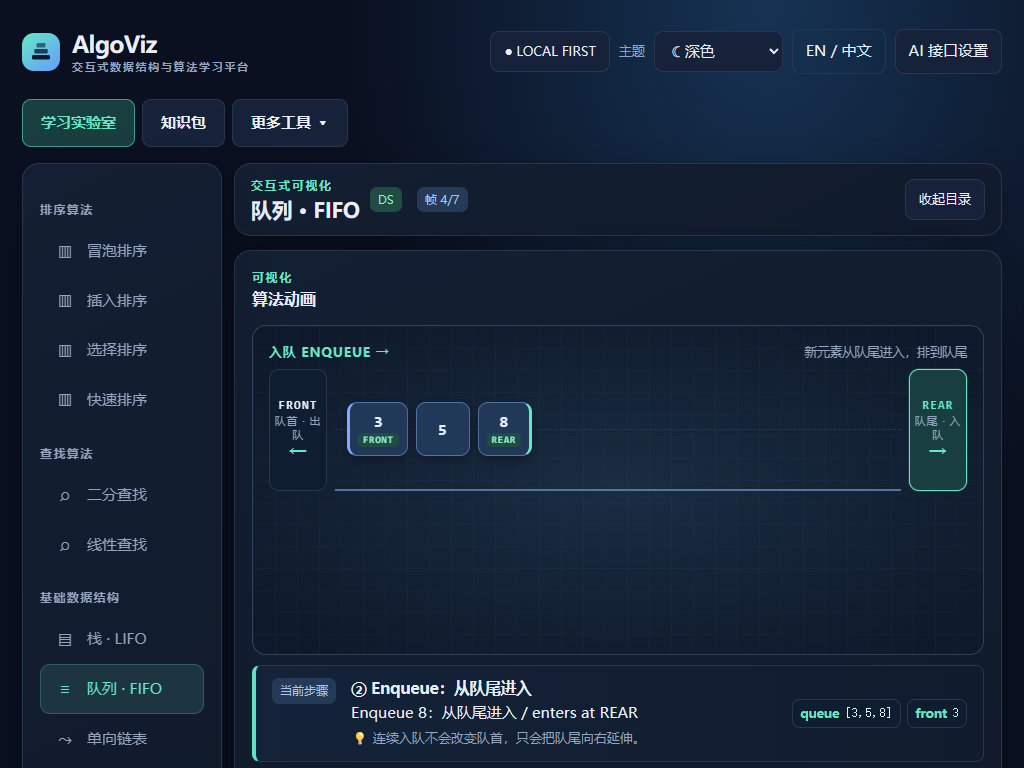 AlgoViz
交互式数据结构与算法学习平台
● LOCAL FIRST
主题
☾ 深色
EN / 中文
AI 接口设置
学习实验室
知识包
更多工具 ▾
排序算法
▥ 冒泡排序
▥ 插入排序
▥ 选择排序
▥ 快速排序
查找算法
⌕ 二分查找
⌕ 线性查找
基础数据结构
▤ 栈 · LIFO
≡ 队列 · FIFO
⤳ 单向链表
交互式可视化
队列 • FIFO
DS
帧 4/7
收起目录
可视化
算法动画
入队 ENQUEUE →
新元素从队尾进入，排到队尾
FRONT
队首 · 出
队
←
3
FRONT
5
8
REAR
REAR
队尾 · 入
队
→
当前步骤
② Enqueue：从队尾进入
Enqueue 8：从队尾进入 / enters at REAR
💡 连续入队不会改变队首，只会把队尾向右延伸。
queue [3,5,8]
front 3